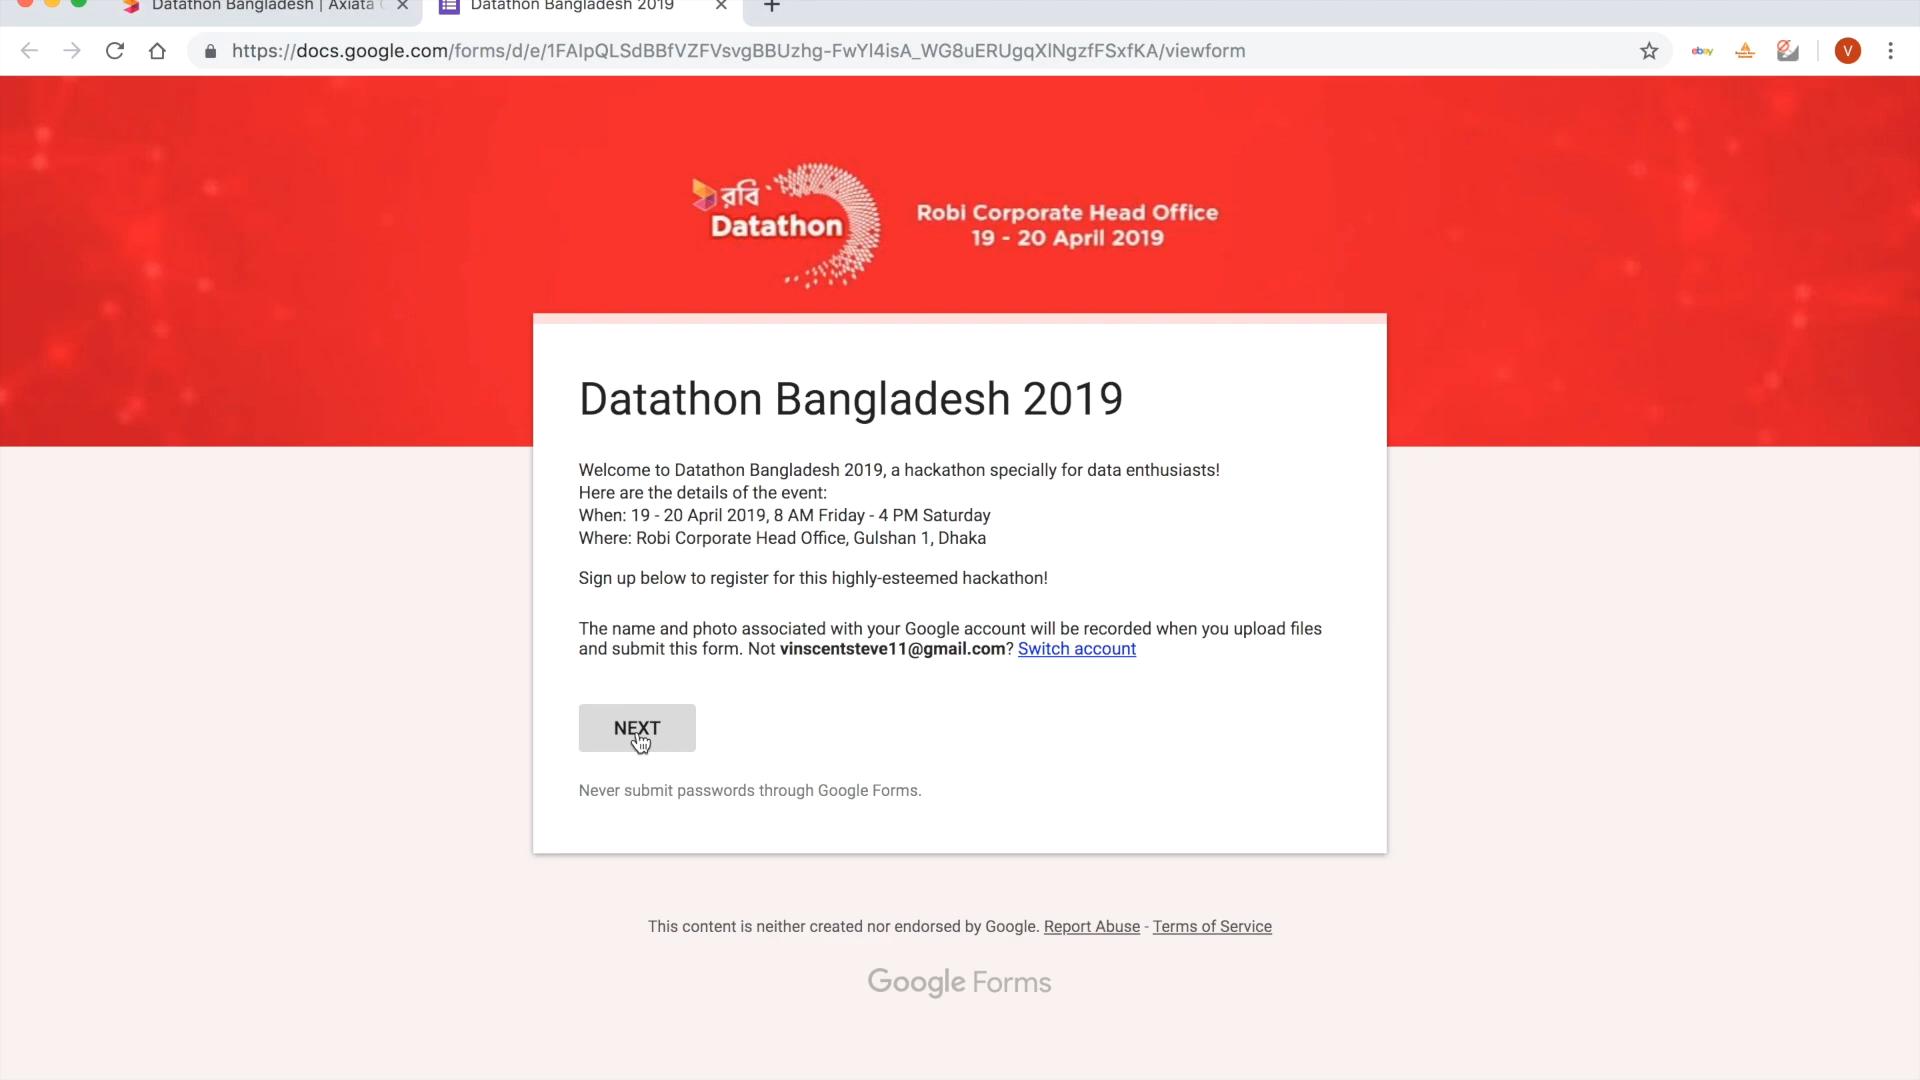 Datathon Bangladesh | Axiata
Datathon Bangladesh 2019
https://docs.google.com/forms/d/e/1FAIpQLSdBBfVZFVsvgBBUzhg-FwYl4isA_WG8uERUgqXlNgzfFSxfKA/viewform
ebay
V
রবি
Datathon
Robi Corporate Head Office
19 - 20 April 2019
Datathon Bangladesh 2019
Welcome to Datathon Bangladesh 2019, a hackathon specially for data enthusiasts!
Here are the details of the event:
When: 19 - 20 April 2019, 8 AM Friday - 4 PM Saturday
Where: Robi Corporate Head Office, Gulshan 1, Dhaka
Sign up below to register for this highly-esteemed hackathon!
The name and photo associated with your Google account will be recorded when you upload files
and submit this form. Not vinscentsteve11@gmail.com? Switch account
NEXT
Never submit passwords through Google Forms.
This content is neither created nor endorsed by Google. Report Abuse - Terms of Service
Google Forms